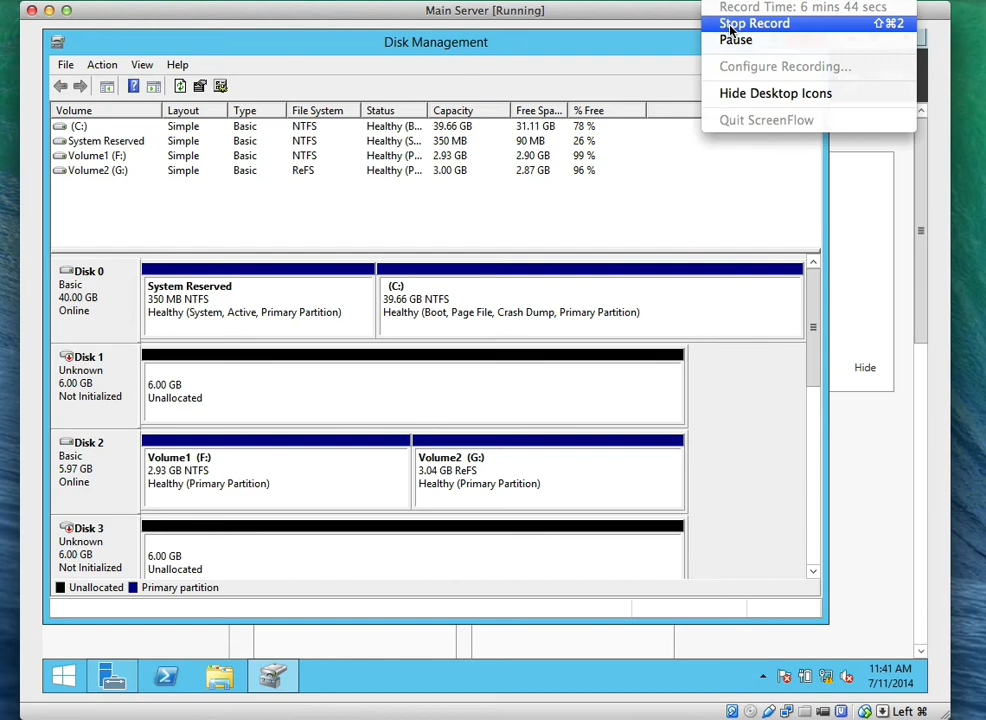 Main Server [Running]
Record Time: 6 mins 44 secs
Stop Record ⇧⌘2
Pause
Configure Recording...
Hide Desktop Icons
Quit ScreenFlow
Disk Management
File Action View Help
Volume Layout Type File System Status Capacity Free Spa... % Free
(C:) Simple Basic NTFS Healthy (B... 39.66 GB 31.11 GB 78 %
System Reserved Simple Basic NTFS Healthy (S... 350 MB 90 MB 26 %
Volume1 (F:) Simple Basic NTFS Healthy (P... 2.93 GB 2.90 GB 99 %
Volume2 (G:) Simple Basic ReFS Healthy (P... 3.00 GB 2.87 GB 96 %
Disk 0
Basic
40.00 GB
Online
System Reserved
350 MB NTFS
Healthy (System, Active, Primary Partition)
(C:)
39.66 GB NTFS
Healthy (Boot, Page File, Crash Dump, Primary Partition)
Disk 1
Unknown
6.00 GB
Not Initialized
6.00 GB
Unallocated
Hide
Disk 2
Basic
5.97 GB
Online
Volume1 (F:)
2.93 GB NTFS
Healthy (Primary Partition)
Volume2 (G:)
3.04 GB ReFS
Healthy (Primary Partition)
Disk 3
Unknown
6.00 GB
Not Initialized
6.00 GB
Unallocated
Unallocated Primary partition
11:41 AM
7/11/2014
Left ⌘